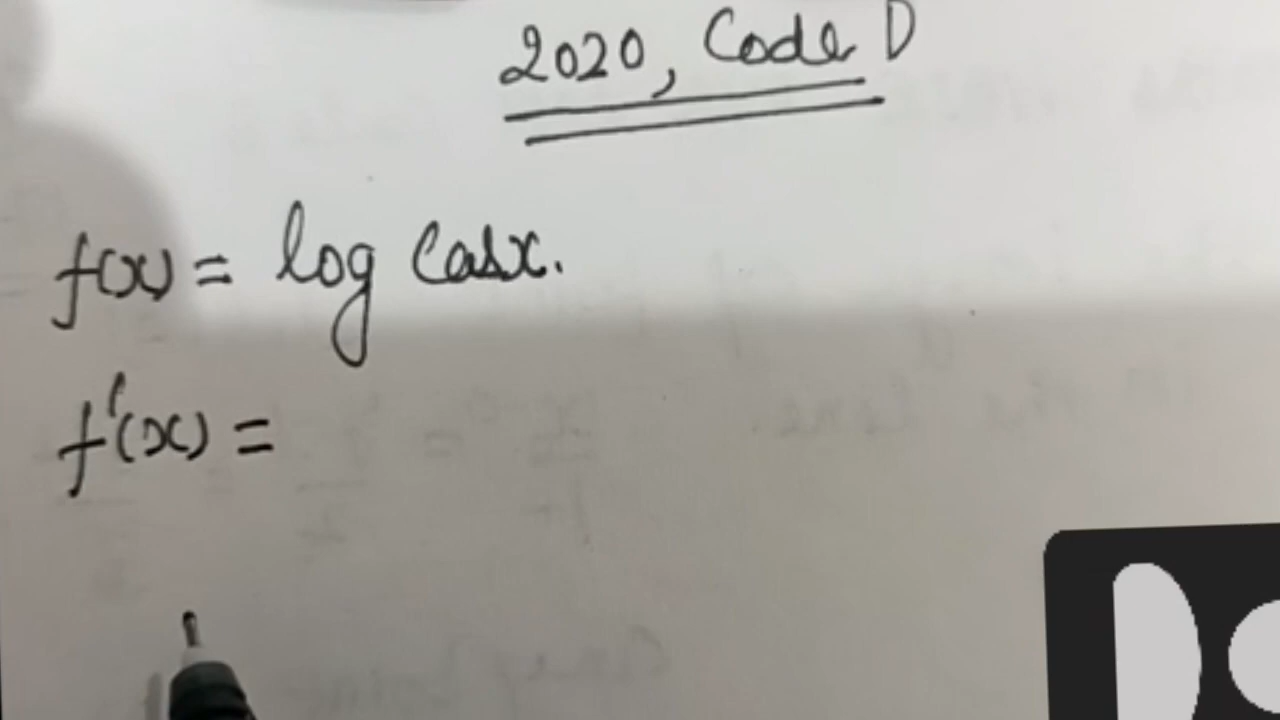 2020, Code D
f(x) = log Cosx.
f'(x) =